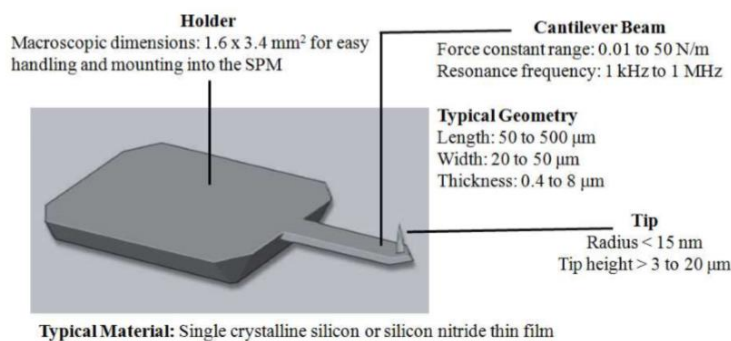 Holder
Macroscopic dimensions: 1.6 x 3.4 mm² for easy
handling and mounting into the SPM
Cantilever Beam
Force constant range: 0.01 to 50 N/m
Resonance frequency: 1 kHz to 1 MHz
Typical Geometry
Length: 50 to 500 μm
Width: 20 to 50 μm
Thickness: 0.4 to 8 μm
Tip
Radius < 15 nm
Tip height > 3 to 20 μm
Typical Material: Single crystalline silicon or silicon nitride thin film